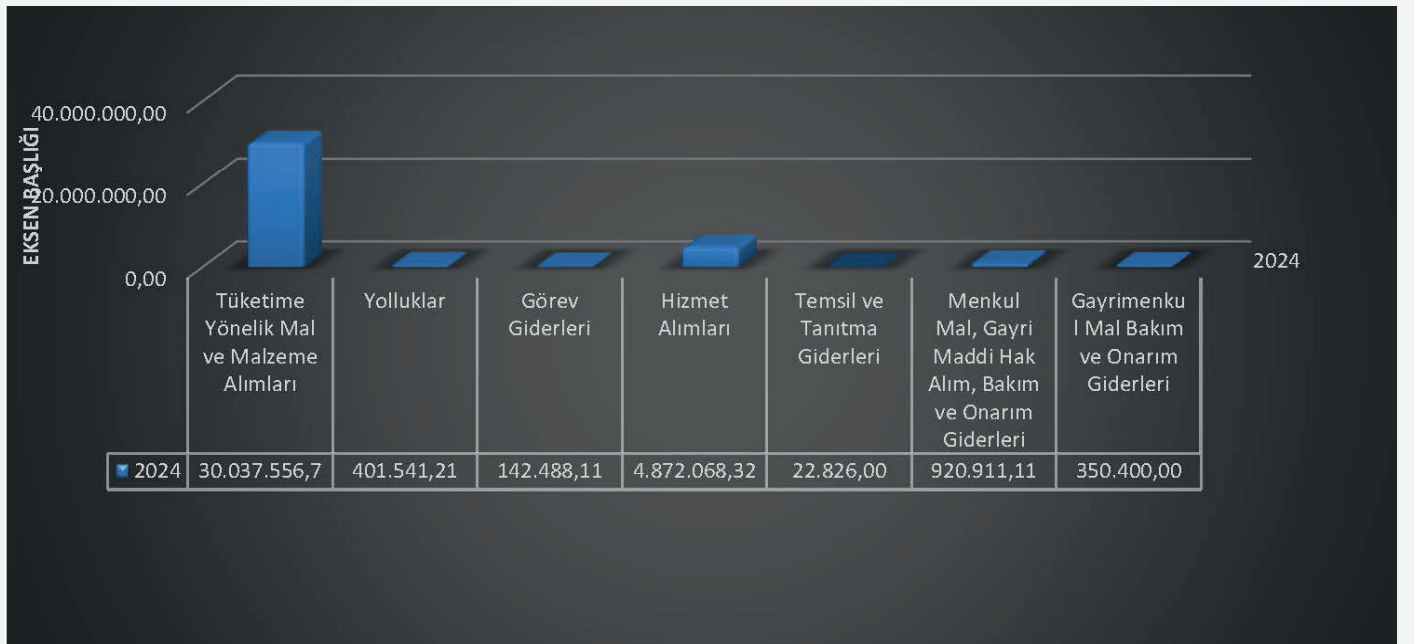 EKSEN BAŞLIĞI
40.000.000,00
20.000.000,00
0,00
2024
Tüketime
Yönelik Mal
ve Malzeme
Alımları
Yolluklar
Görev
Giderleri
Hizmet
Alımları
Temsil ve
Tanıtma
Giderleri
Menkul
Mal, Gayri
Maddi Hak
Alım, Bakım
ve Onarım
Giderleri
Gayrimenku
l Mal Bakım
ve Onarım
Giderleri
2024 30.037.556,7 401.541,21 142.488,11 4.872.068,32 22.826,00 920.911,11 350.400,00